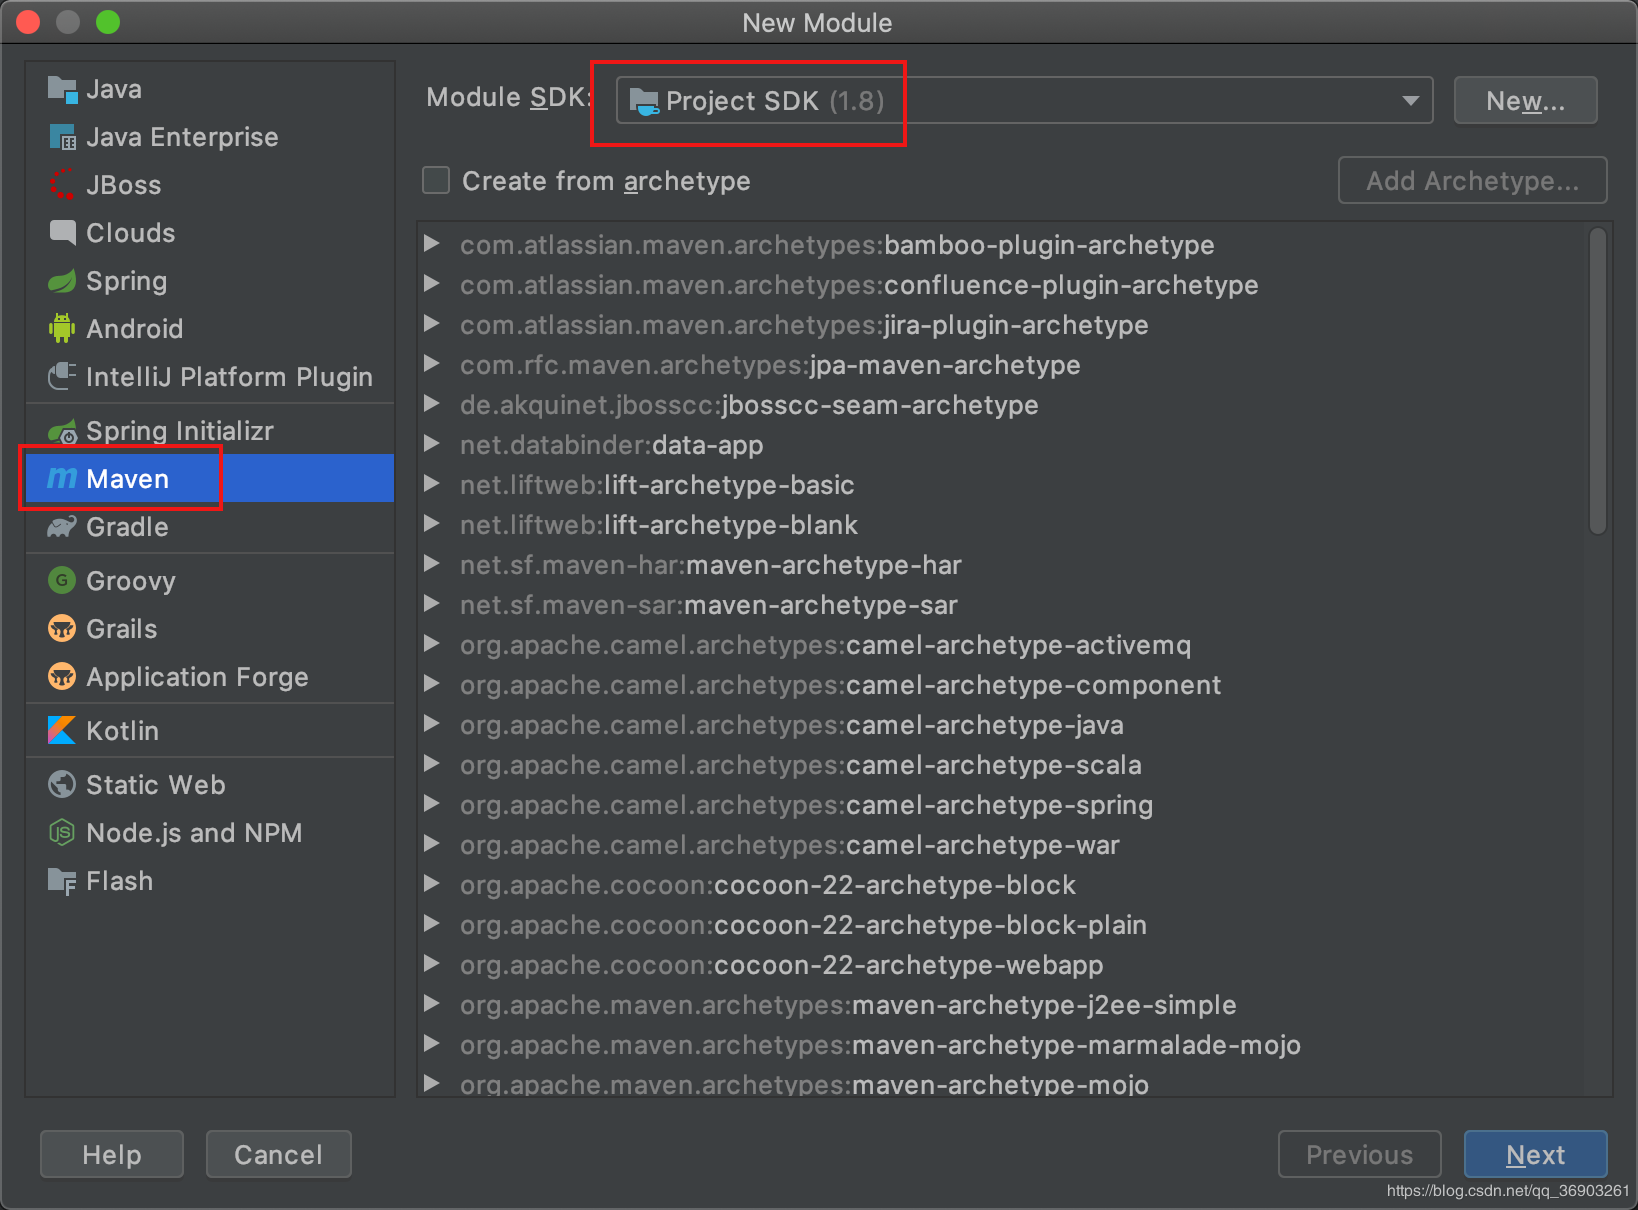 New Module
Java
Java Enterprise
JBoss
Clouds
Spring
Android
IntelliJ Platform Plugin
Spring Initializr
Maven
Gradle
Groovy
Grails
Application Forge
Kotlin
Static Web
Node.js and NPM
Flash
Module SDK: Project SDK (1.8) New...
Create from archetype Add Archetype...
com.atlassian.maven.archetypes:bamboo-plugin-archetype
com.atlassian.maven.archetypes:confluence-plugin-archetype
com.atlassian.maven.archetypes:jira-plugin-archetype
com.rfc.maven.archetypes:jpa-maven-archetype
de.akquinet.jbosscc:jbosscc-seam-archetype
net.databinder:data-app
net.liftweb:lift-archetype-basic
net.liftweb:lift-archetype-blank
net.sf.maven-har:maven-archetype-har
net.sf.maven-sar:maven-archetype-sar
org.apache.camel.archetypes:camel-archetype-activemq
org.apache.camel.archetypes:camel-archetype-component
org.apache.camel.archetypes:camel-archetype-java
org.apache.camel.archetypes:camel-archetype-scala
org.apache.camel.archetypes:camel-archetype-spring
org.apache.camel.archetypes:camel-archetype-war
org.apache.cocoon:cocoon-22-archetype-block
org.apache.cocoon:cocoon-22-archetype-block-plain
org.apache.cocoon:cocoon-22-archetype-webapp
org.apache.maven.archetypes:maven-archetype-j2ee-simple
org.apache.maven.archetypes:maven-archetype-marmalade-mojo
org.apache.maven.archetypes:maven-archetype-mojo
Help Cancel Previous Next
https://blog.csdn.net/qq_36903261